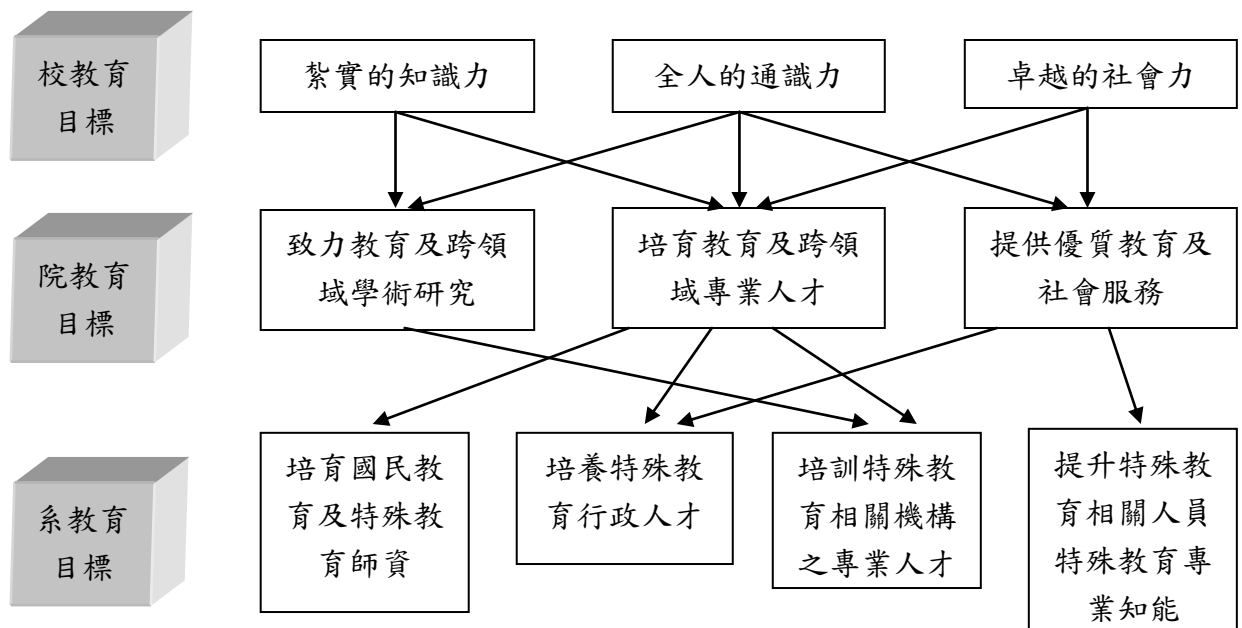 校教育
目標
紮實的知識力
全人的通識力
卓越的社會力
院教育
目標
致力教育及跨領
域學術研究
培育教育及跨領
域專業人才
提供優質教育及
社會服務
系教育
目標
培育國民教
育及特殊教
育師資
培養特殊教
育行政人才
培訓特殊教
育相關機構
之專業人才
提升特殊教
育相關人員
特殊教育專
業知能